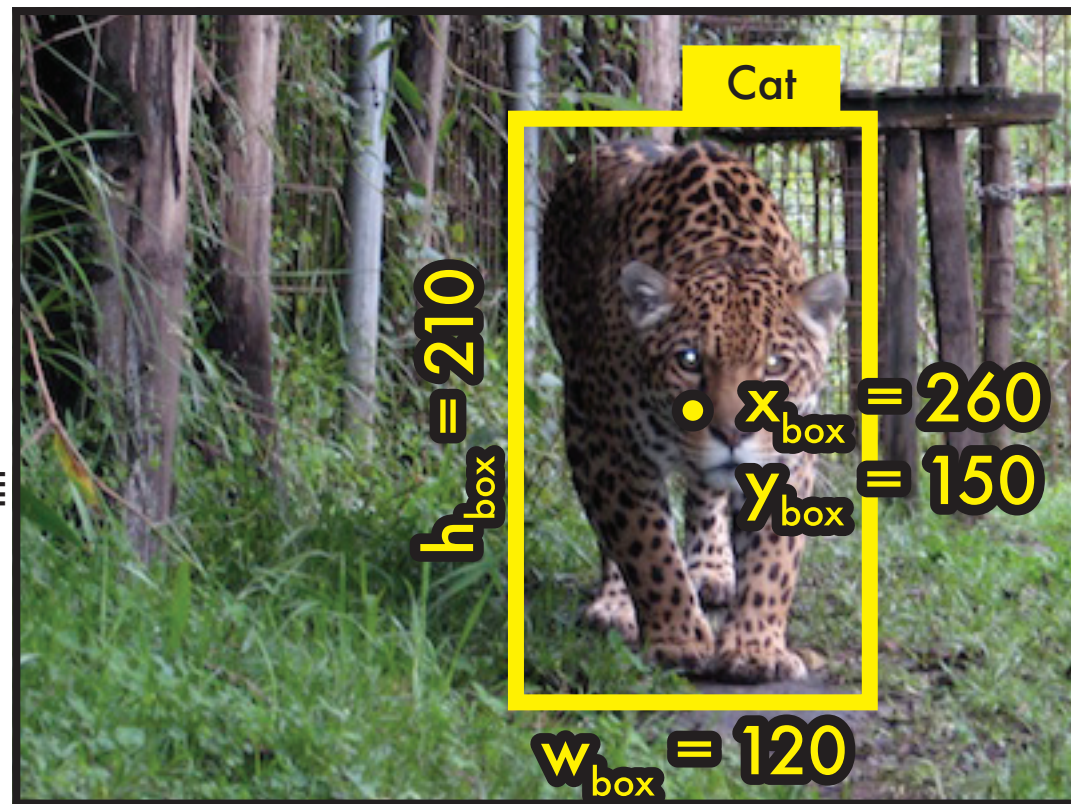 Cat
h_box = 210
x_box = 260
y_box = 150
w_box = 120